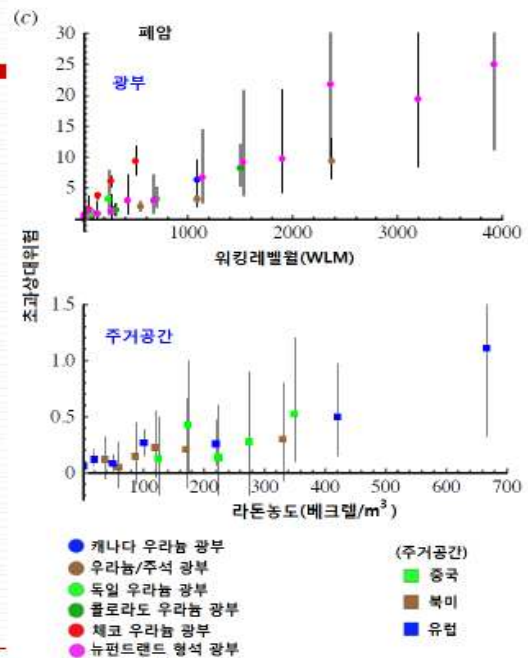 (c)
폐암
광부
30
25
20
15
10
5
1000 2000 3000 4000
워킹레벨월(WLM)
초과상대위험
주거공간
1.5
1.0
0.5
0
100 200 300 400 500 600 700
라돈농도(베크렐/m³)
캐나다 우라늄 광부
우라늄/주석 광부
독일 우라늄 광부
콜로라도 우라늄 광부
체코 우라늄 광부
뉴펀드랜드 형석 광부
(주거공간)
중국
북미
유럽